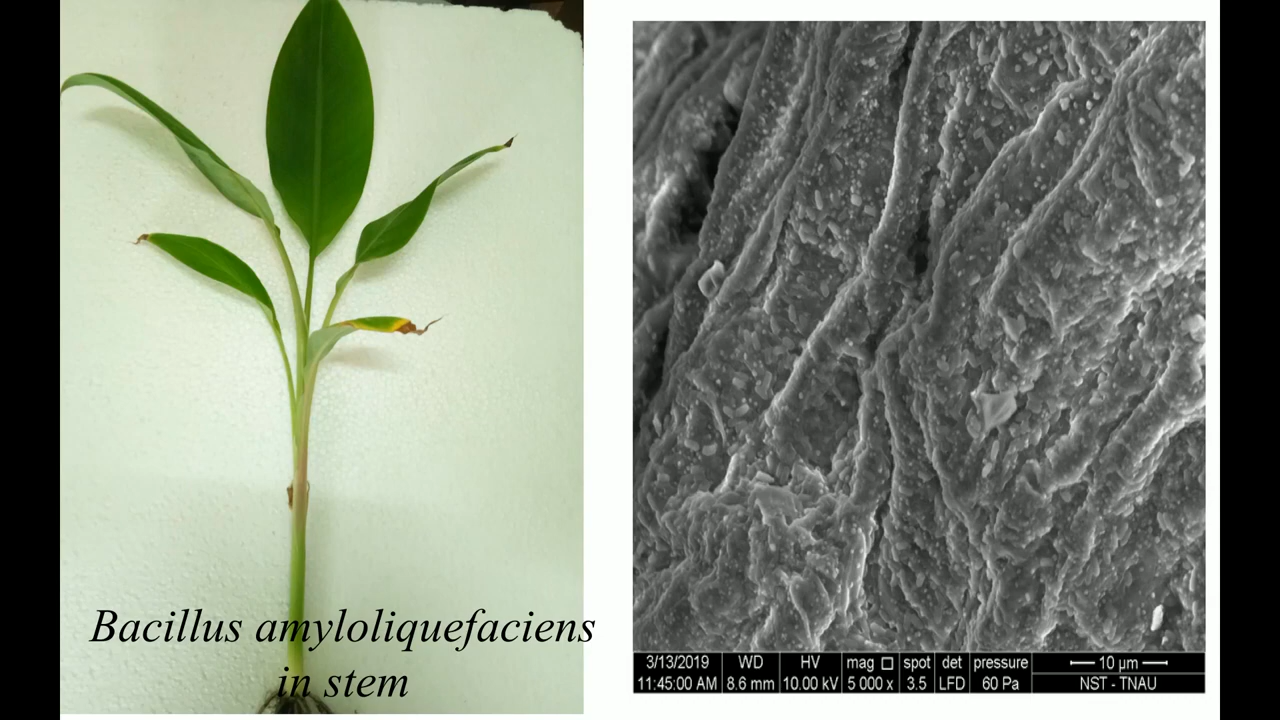 Bacillus amyloliquefaciens
in stem
3/13/2019 WD HV mag spot det pressure 10 µm
11:45:00 AM 8.6 mm 10.00 kV 5 000 x 3.5 LFD 60 Pa NST - TNAU